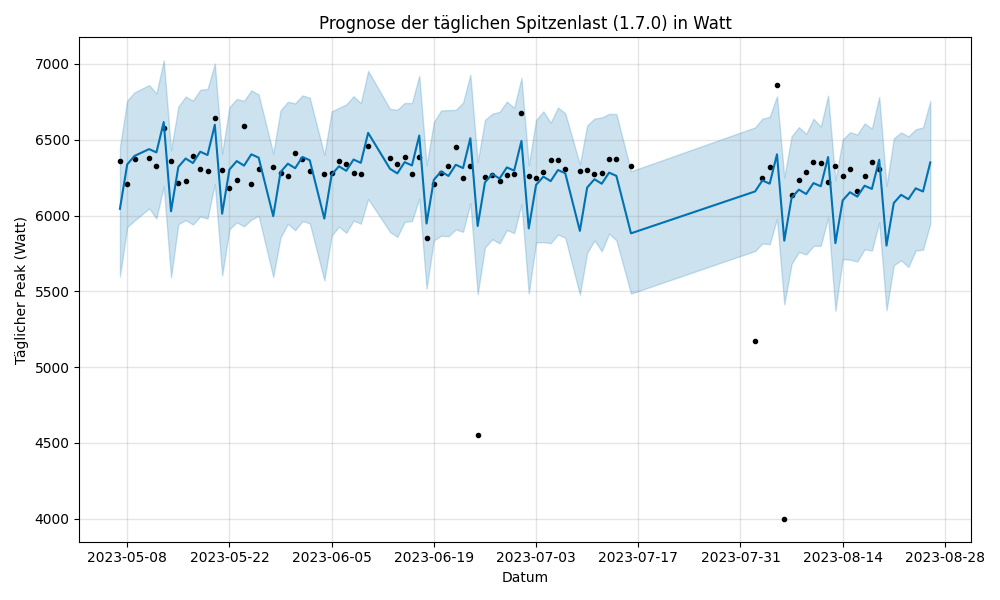 Prognose der täglichen Spitzenlast (1.7.0) in Watt
Täglicher Peak (Watt)
7000
6500
6000
5500
5000
4500
4000
2023-05-08 2023-05-22 2023-06-05 2023-06-19 2023-07-03 2023-07-17 2023-07-31 2023-08-14 2023-08-28
Datum